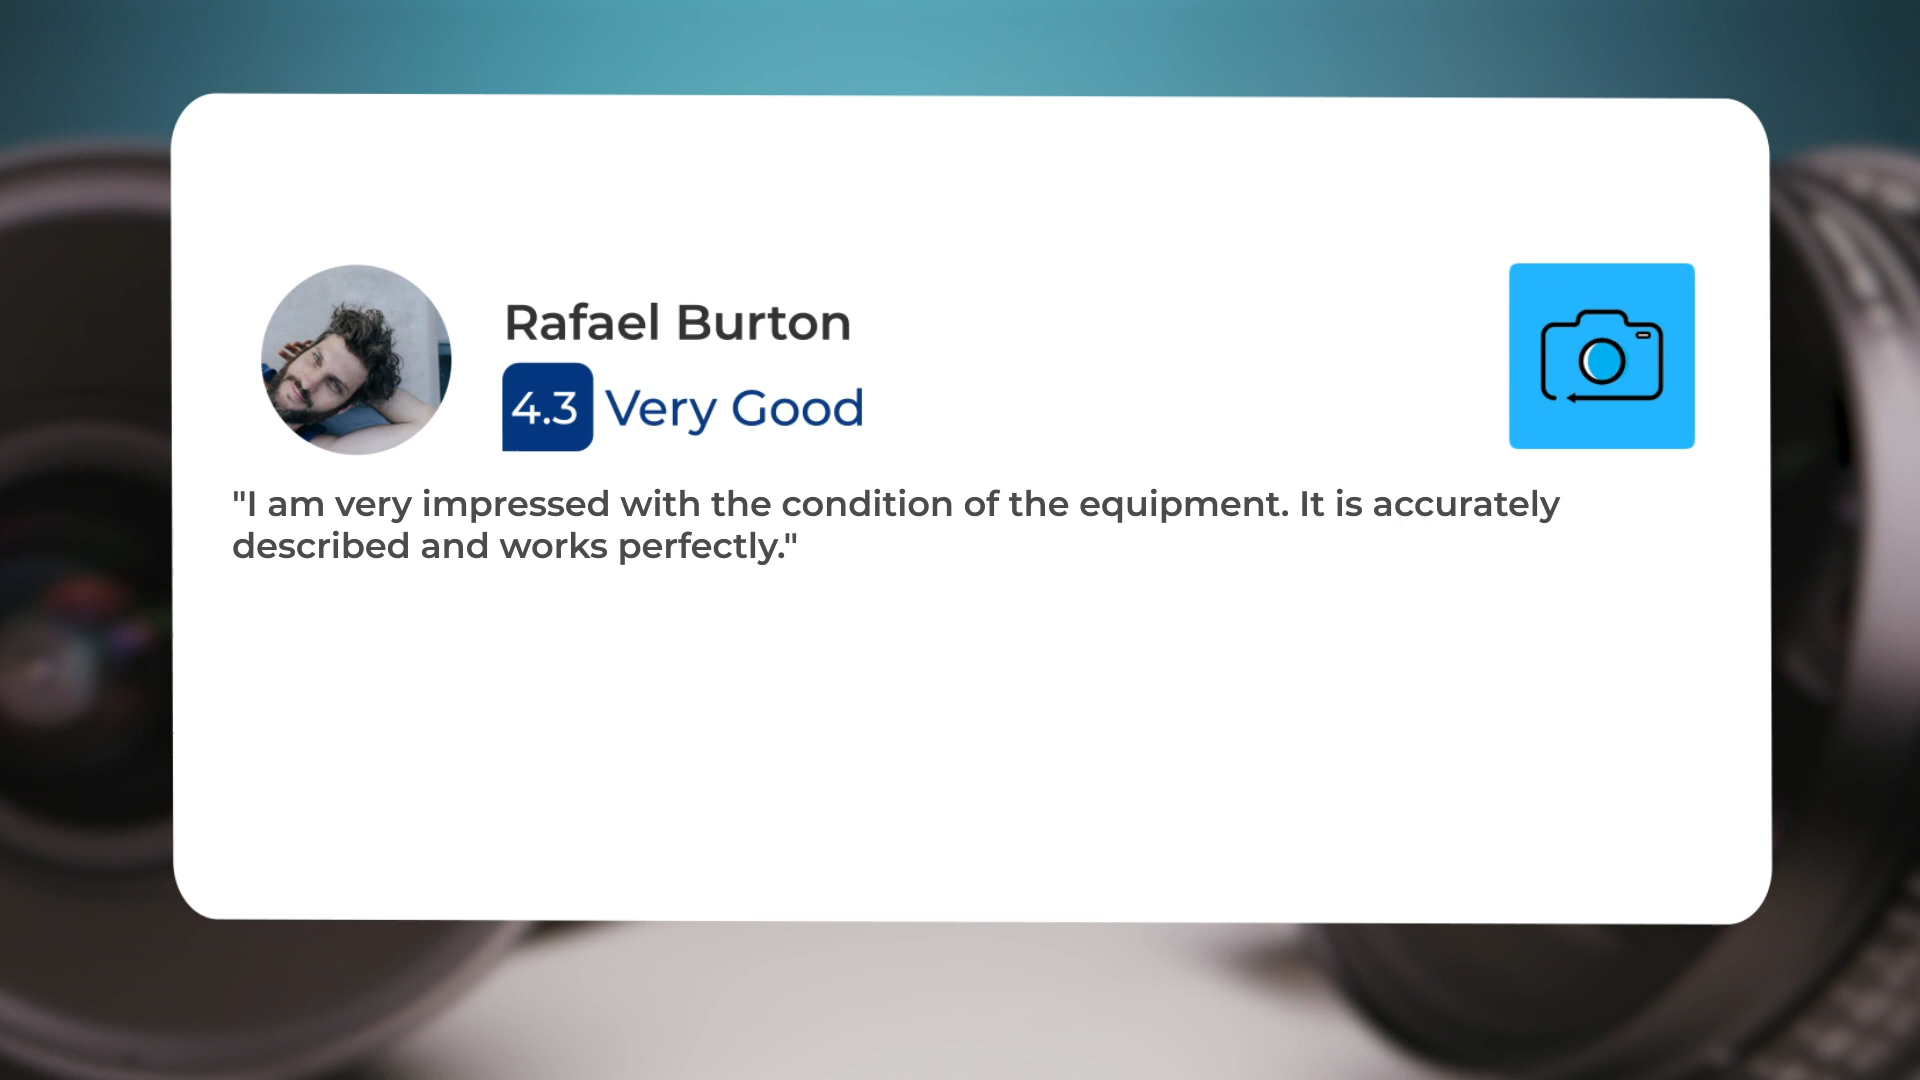 Rafael Burton
4.3 Very Good
"I am very impressed with the condition of the equipment. It is accurately
described and works perfectly."